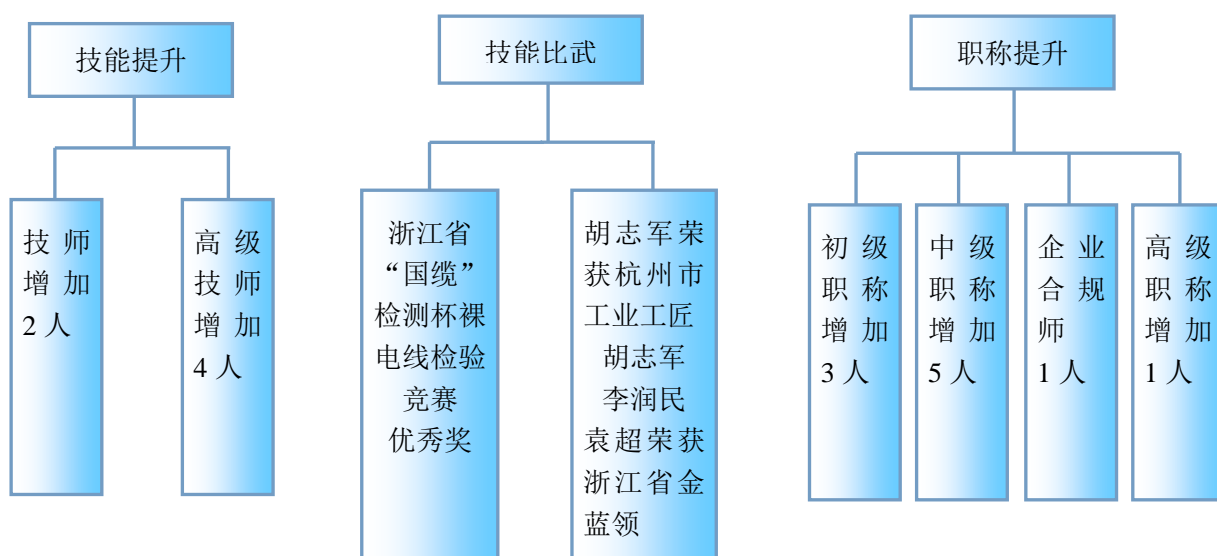 技能提升
技师
增加
2人
高级
技师
增加
4人
技能比武
浙江省
“国缆”
检测杯裸
电线检验
竞赛
优秀奖
胡志军荣
获杭州市
工业工匠
胡志军
李润民
袁超荣获
浙江省金
蓝领
职称提升
初级
职称
增加
3人
中级
职称
增加
5人
企业
合规
师
1人
高级
职称
增加
1人